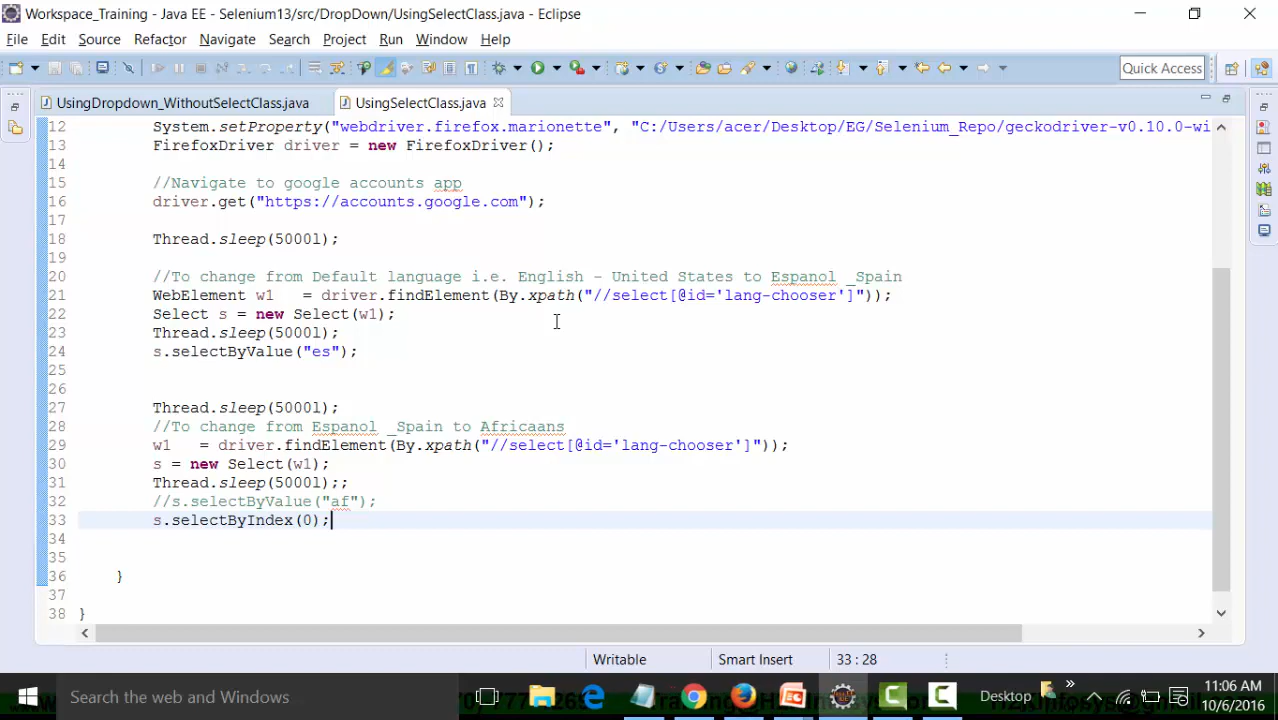 Workspace_Training - Java EE - Selenium13/src/DropDown/UsingSelectClass.java - Eclipse
File Edit Source Refactor Navigate Search Project Run Window Help
Quick Access
UsingDropdown_WithoutSelectClass.java UsingSelectClass.java
12 System.setProperty("webdriver.firefox.marionette", "C:/Users/acer/Desktop/EG/Selenium_Repo/geckodriver-v0.10.0-wi
13 FirefoxDriver driver = new FirefoxDriver();
14
15 //Navigate to google accounts app
16 driver.get("https://accounts.google.com");
17
18 Thread.sleep(5000l);
19
20 //To change from Default language i.e. English - United States to Espanol _Spain
21 WebElement w1 = driver.findElement(By.xpath("//select[@id='lang-chooser']"));
22 Select s = new Select(w1);
23 Thread.sleep(5000l);
24 s.selectByValue("es");
25
26
27 Thread.sleep(5000l);
28 //To change from Espanol _Spain to Africaans
29 w1 = driver.findElement(By.xpath("//select[@id='lang-chooser']"));
30 s = new Select(w1);
31 Thread.sleep(5000l);;
32 //s.selectByValue("af");
33 s.selectByIndex(0);
34
35
36 }
37
38 }
Writable Smart Insert 33 : 28
Search the web and Windows
Desktop
11:06 AM
10/6/2016